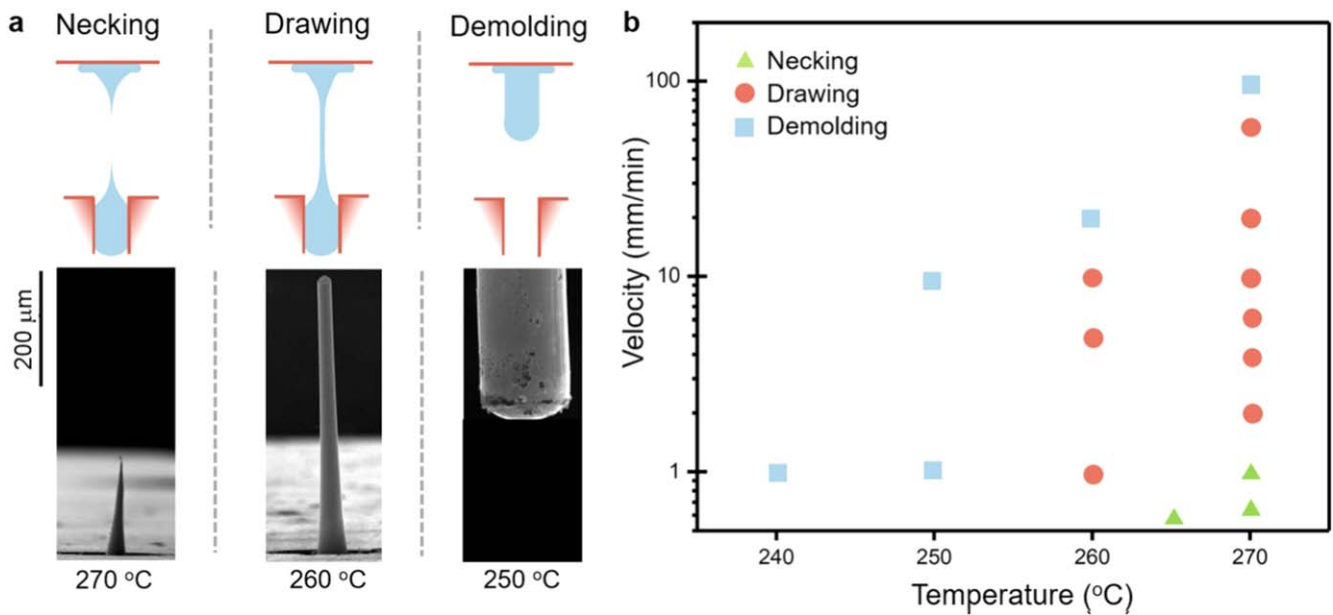 a
Necking
Drawing
Demolding
200 μm
270 °C
260 °C
250 °C
b
Necking
Drawing
Demolding
Velocity (mm/min)
100
10
1
240
250
260
270
Temperature (°C)